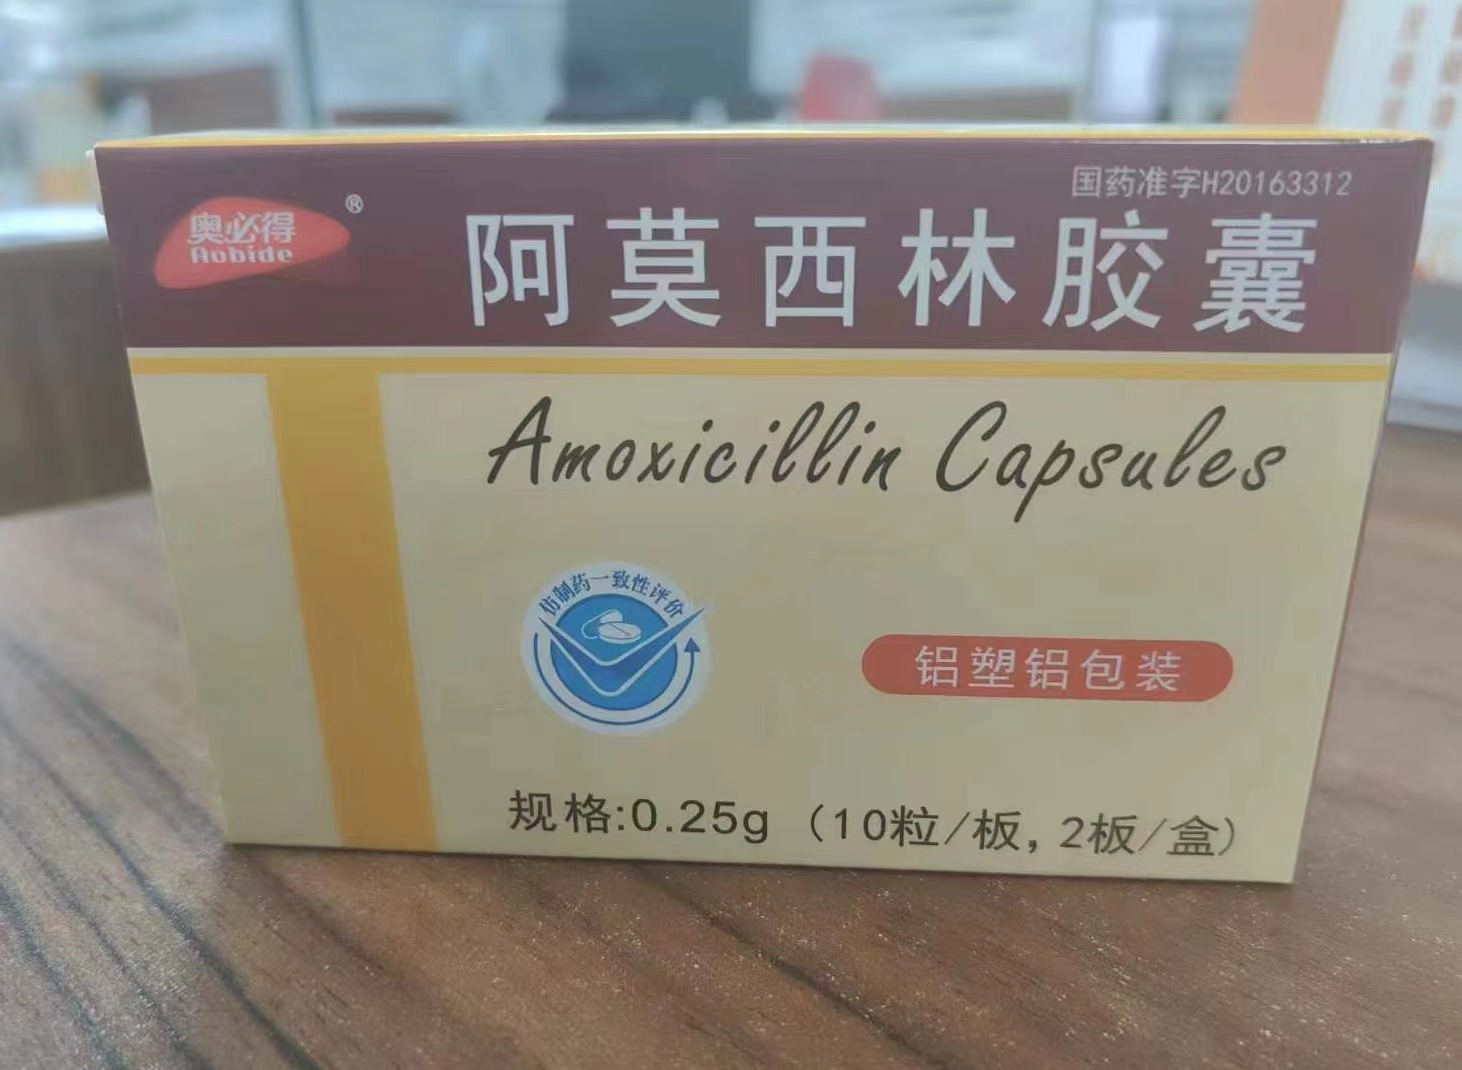 国药准字H20163312
奥必得®
Aobide
阿莫西林胶囊
Amoxicillin Capsules
仿制药一致性评价
铝塑铝包装
规格:0.25g（10粒/板，2板/盒）